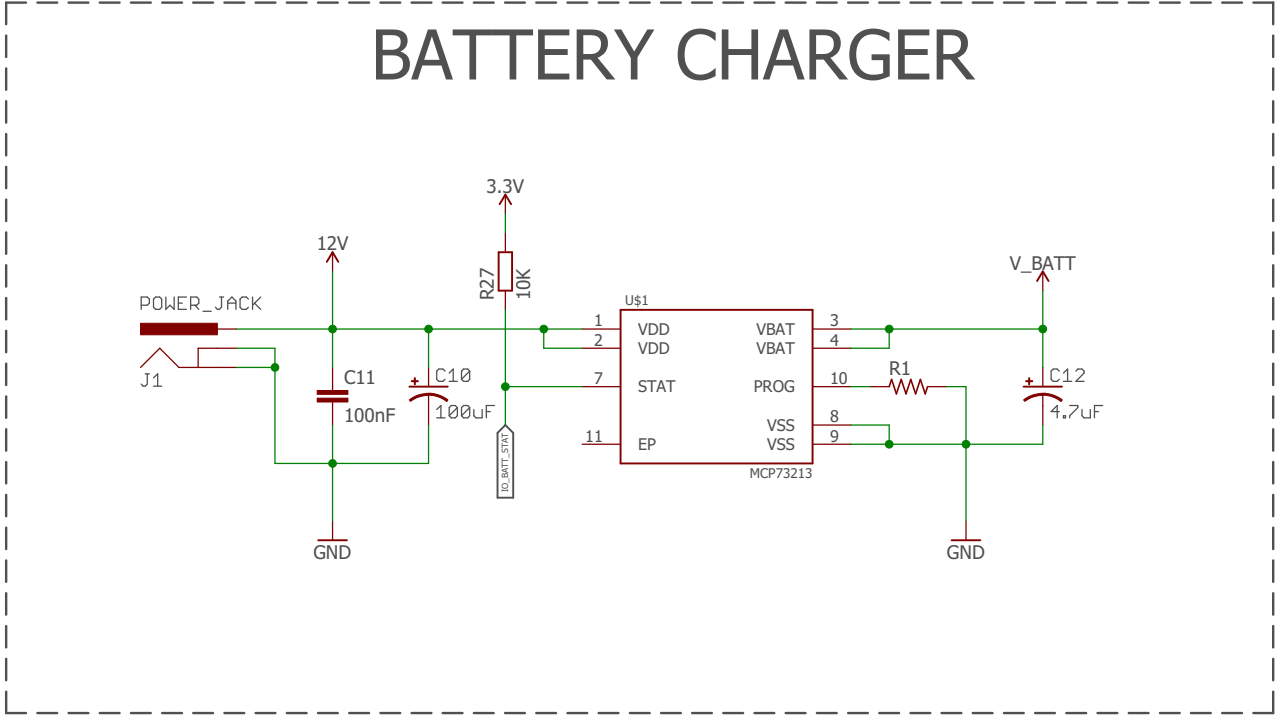 BATTERY CHARGER
3.3V
12V
R27
10K
V_BATT
POWER_JACK
J1
C11
100nF
C10
100uF
IO_BATT_STAT
U$1
1 VDD VBAT 3
2 VDD VBAT 4
7 STAT PROG 10
VSS 8
11 EP VSS 9
MCP73213
R1
C12
4.7uF
GND
GND